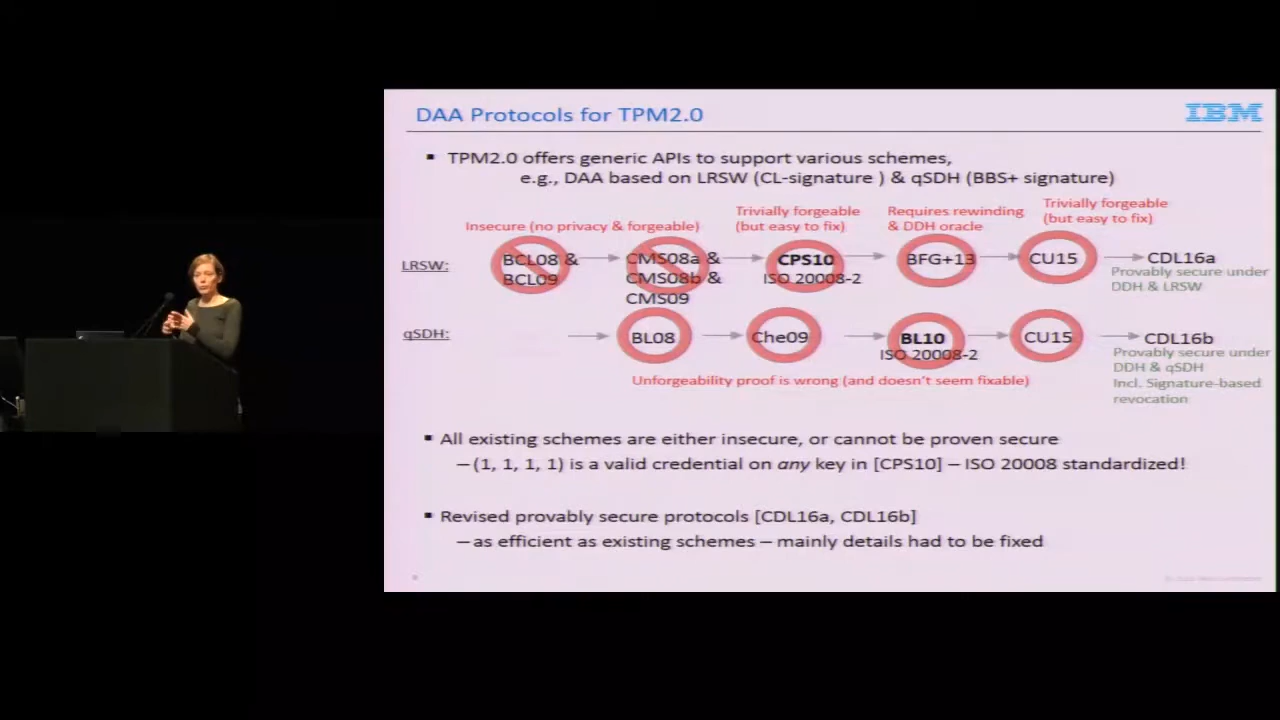 DAA Protocols for TPM2.0
IBM
▪ TPM2.0 offers generic APIs to support various schemes,
e.g., DAA based on LRSW (CL-signature ) & qSDH (BBS+ signature)
Insecure (no privacy & forgeable)
Trivially forgeable
(but easy to fix)
Requires rewinding
& DDH oracle
Trivially forgeable
(but easy to fix)
LRSW:
BCL08 &
BCL09
CMS08a &
CMS08b &
CMS09
CPS10
ISO 20008-2
BFG+13
CU15
CDL16a
Provably secure under
DDH & LRSW
qSDH:
BL08
Che09
BL10
ISO 20008-2
CU15
CDL16b
Provably secure under
DDH & qSDH
Incl. Signature-based
revocation
Unforgeability proof is wrong (and doesn't seem fixable)
▪ All existing schemes are either insecure, or cannot be proven secure
– (1, 1, 1, 1) is a valid credential on any key in [CPS10] – ISO 20008 standardized!
▪ Revised provably secure protocols [CDL16a, CDL16b]
– as efficient as existing schemes – mainly details had to be fixed